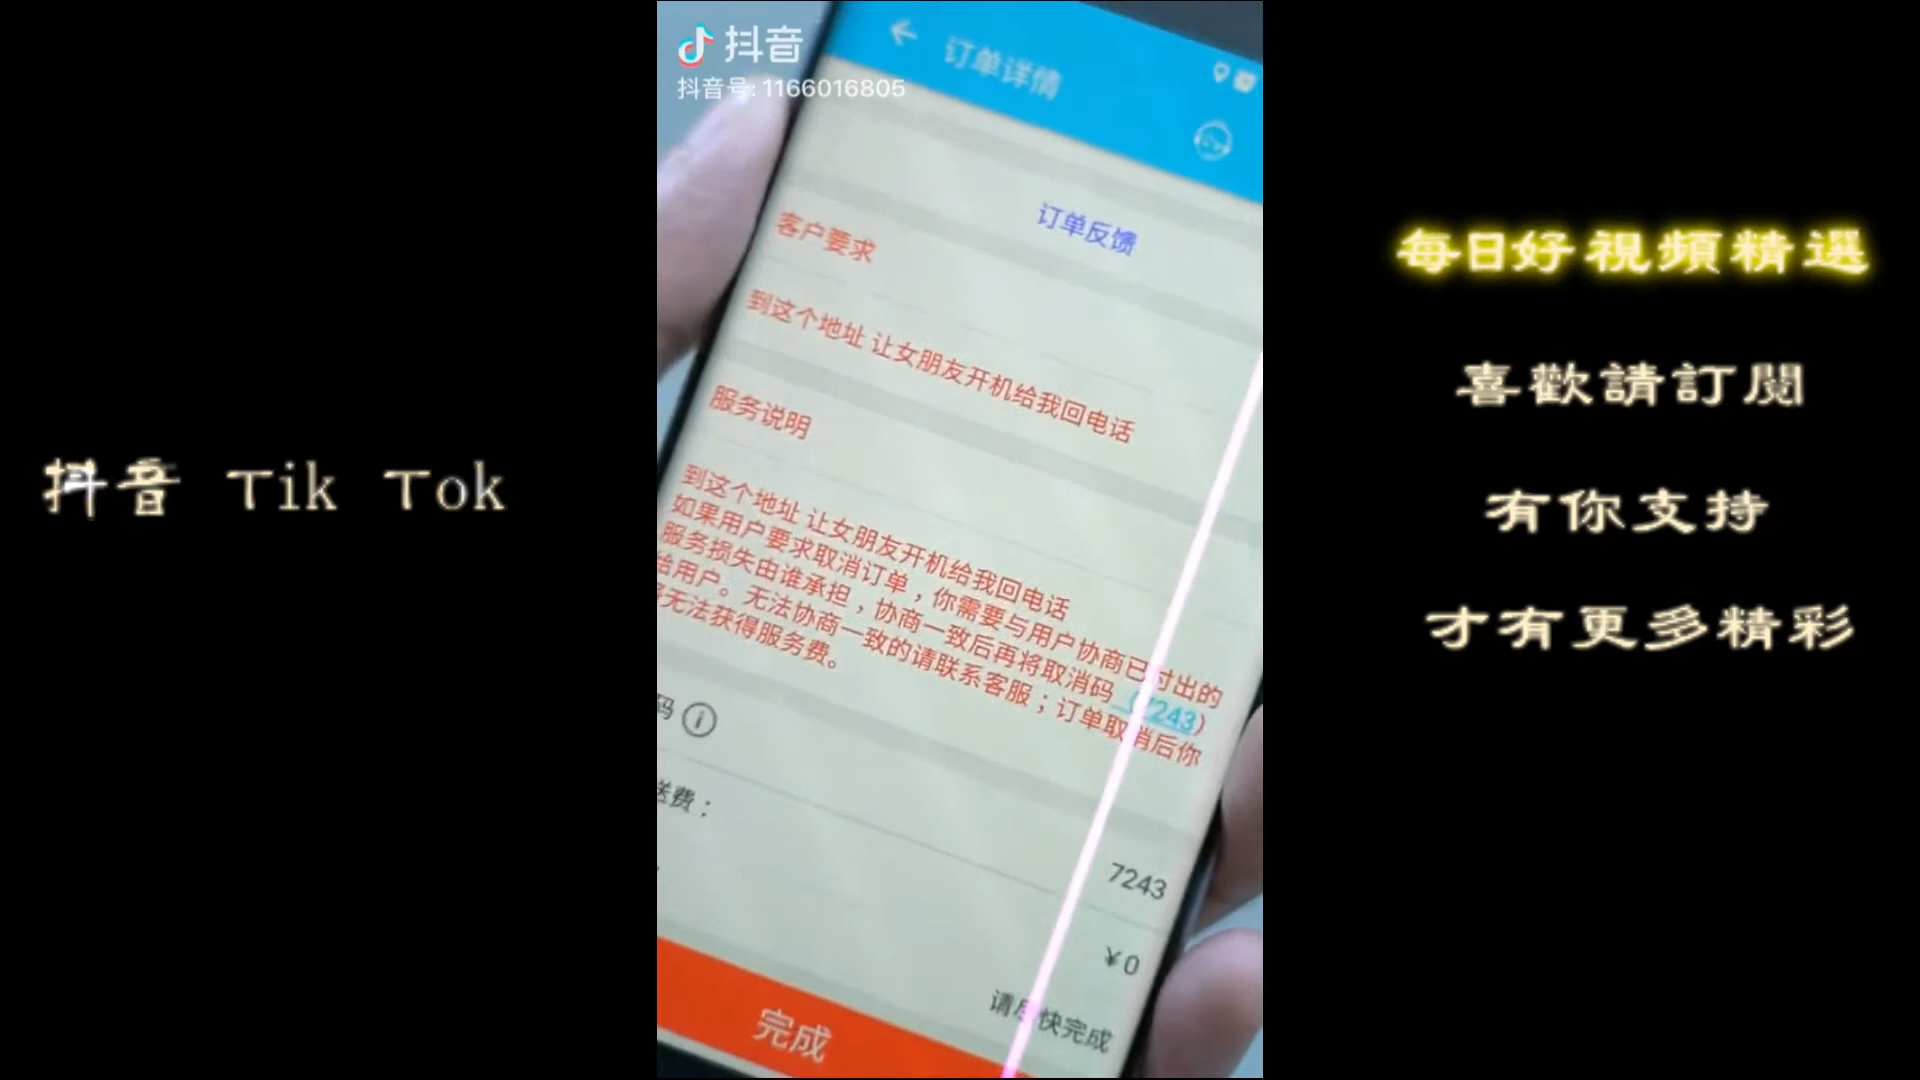 抖音
抖音号: 1166016805
抖音 Tik Tok
每日好視頻精選
喜歡請訂閱
有你支持
才有更多精彩
订单详情
订单反馈
客户要求
到这个地址 让女朋友开机给我回电话
服务说明
到这个地址 让女朋友开机给我回电话
如果用户要求取消订单，你需要与用户协商已付出的
服务损失由谁承担，协商一致后再将取消码 (7243)
给用户。无法协商一致的请联系客服；订单取消后你
无法获得服务费。
码
7243
送费：
¥0
请尽快完成
完成